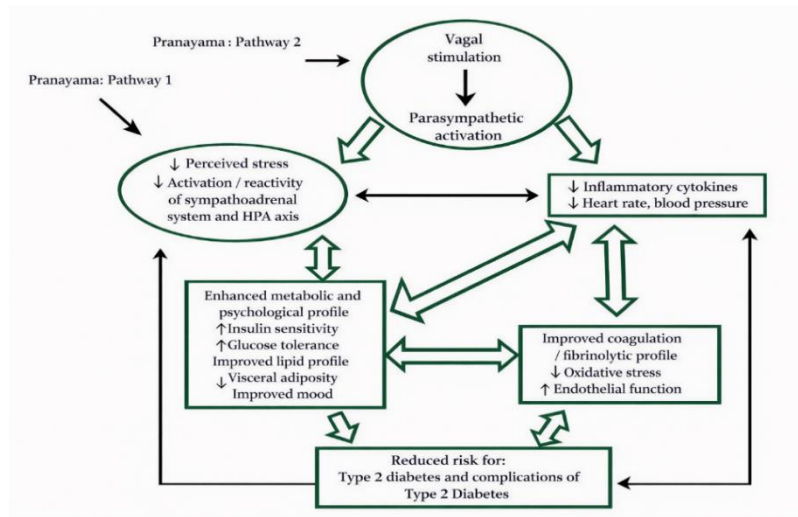 Pranayama : Pathway 2
Pranayama: Pathway 1
Vagal
stimulation
Parasympathetic
activation
↓ Perceived stress
↓ Activation / reactivity
of sympathoadrenal
system and HPA axis
↓ Inflammatory cytokines
↓ Heart rate, blood pressure
Enhanced metabolic and
psychological profile
↑Insulin sensitivity
↑Glucose tolerance
Improved lipid profile
↓ Visceral adiposity
Improved mood
Improved coagulation
/ fibrinolytic profile
↓ Oxidative stress
↑ Endothelial function
Reduced risk for:
Type 2 diabetes and complications of
Type 2 Diabetes